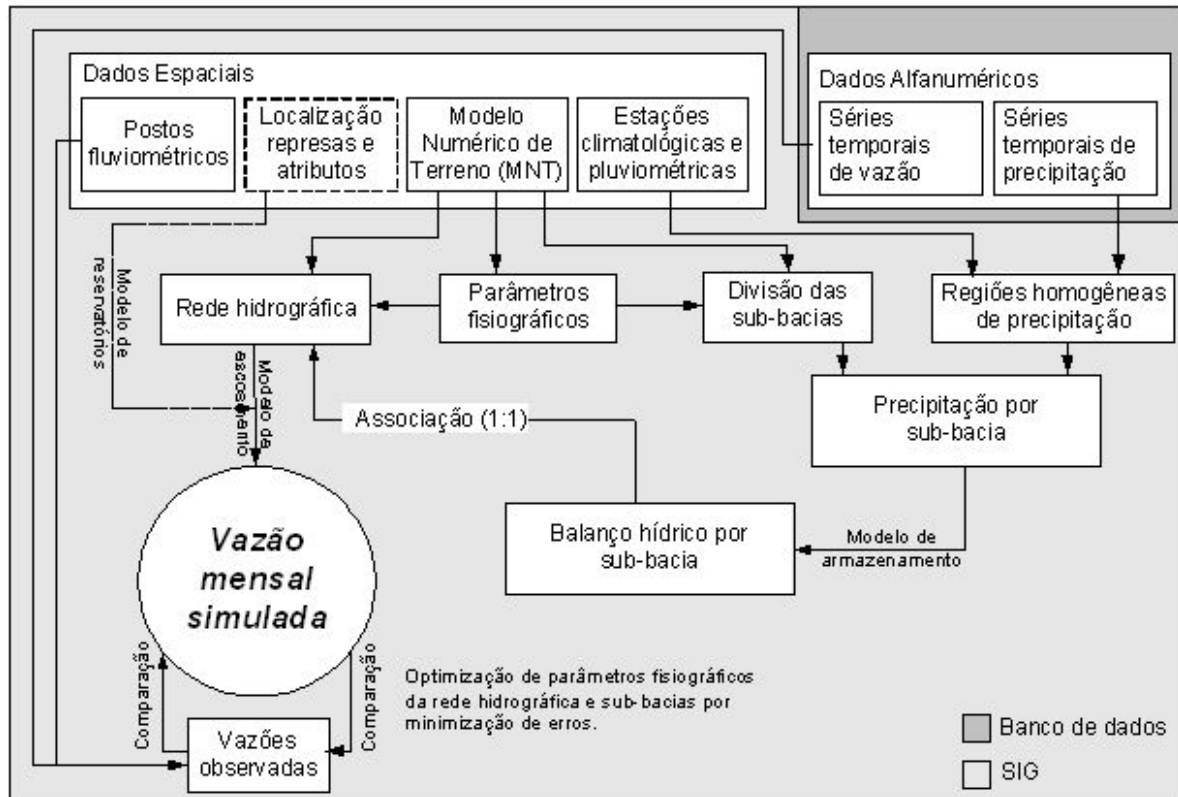 Dados Espaciais
Postos
fluviométricos
Localização
represas e
atributos
Modelo
Numérico de
Terreno (MNT)
Estações
climatológicas e
pluviométricas
Dados Alfanuméricos
Séries
temporais
de vazão
Séries
temporais de
precipitação
Modelo de
reservatórios
Rede hidrográfica
Parâmetros
fisiográficos
Divisão das
sub-bacias
Regiões homogêneas
de precipitação
Modelo de
escoamento
Associação (1:1)
Precipitação por
sub-bacia
Balanço hídrico por
sub-bacia
Modelo de
armazenamento
Vazão
mensal
simulada
Comparação
Comparação
Optimização de parâmetros fisiográficos
da rede hidrográfica e sub-bacias por
minimização de erros.
Vazões
observadas
Banco de dados
SIG